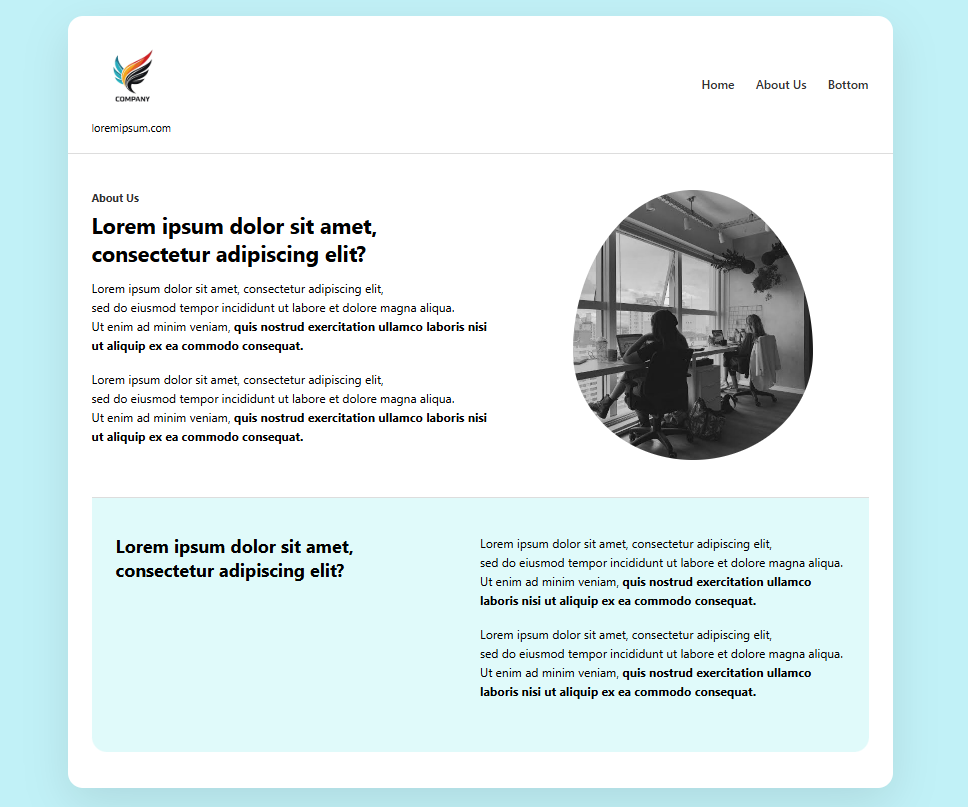 COMPANY
loremipsum.com
Home About Us Bottom
About Us
Lorem ipsum dolor sit amet,
consectetur adipiscing elit?
Lorem ipsum dolor sit amet, consectetur adipiscing elit,
sed do eiusmod tempor incididunt ut labore et dolore magna aliqua.
Ut enim ad minim veniam, quis nostrud exercitation ullamco laboris nisi
ut aliquip ex ea commodo consequat.
Lorem ipsum dolor sit amet, consectetur adipiscing elit,
sed do eiusmod tempor incididunt ut labore et dolore magna aliqua.
Ut enim ad minim veniam, quis nostrud exercitation ullamco laboris nisi
ut aliquip ex ea commodo consequat.
Lorem ipsum dolor sit amet,
consectetur adipiscing elit?
Lorem ipsum dolor sit amet, consectetur adipiscing elit,
sed do eiusmod tempor incididunt ut labore et dolore magna aliqua.
Ut enim ad minim veniam, quis nostrud exercitation ullamco
laboris nisi ut aliquip ex ea commodo consequat.
Lorem ipsum dolor sit amet, consectetur adipiscing elit,
sed do eiusmod tempor incididunt ut labore et dolore magna aliqua.
Ut enim ad minim veniam, quis nostrud exercitation ullamco
laboris nisi ut aliquip ex ea commodo consequat.